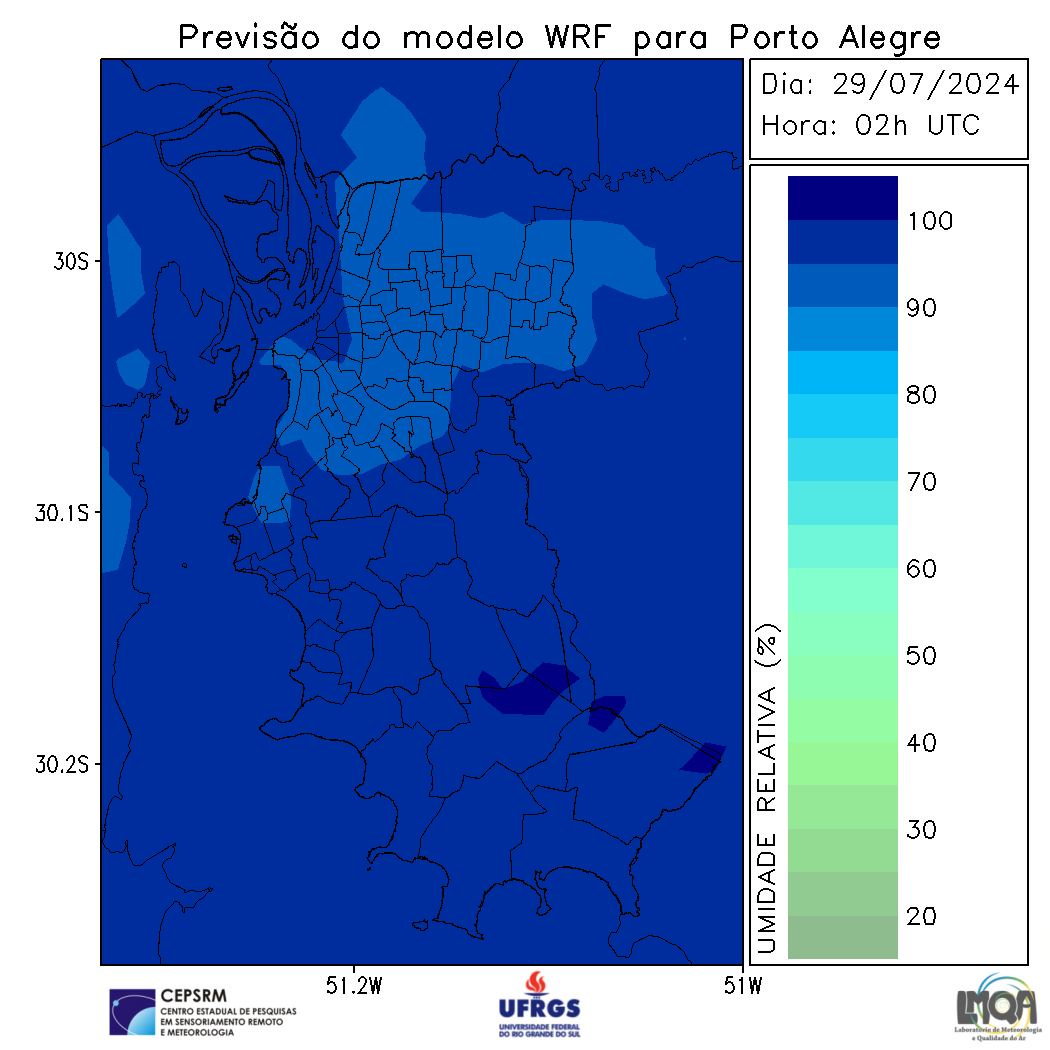 Previsão do modelo WRF para Porto Alegre
Dia: 29/07/2024
Hora: 02h UTC
30S
30.1S
30.2S
51.2W
51W
UMIDADE RELATIVA (%)
100
90
80
70
60
50
40
30
20
CEPSRM
CENTRO ESTADUAL DE PESQUISAS
EM SENSORIAMENTO REMOTO
E METEOROLOGIA
UFRGS
UNIVERSIDADE FEDERAL
DO RIO GRANDE DO SUL
LMQA
Laboratório de Meteorologia
e Qualidade do Ar